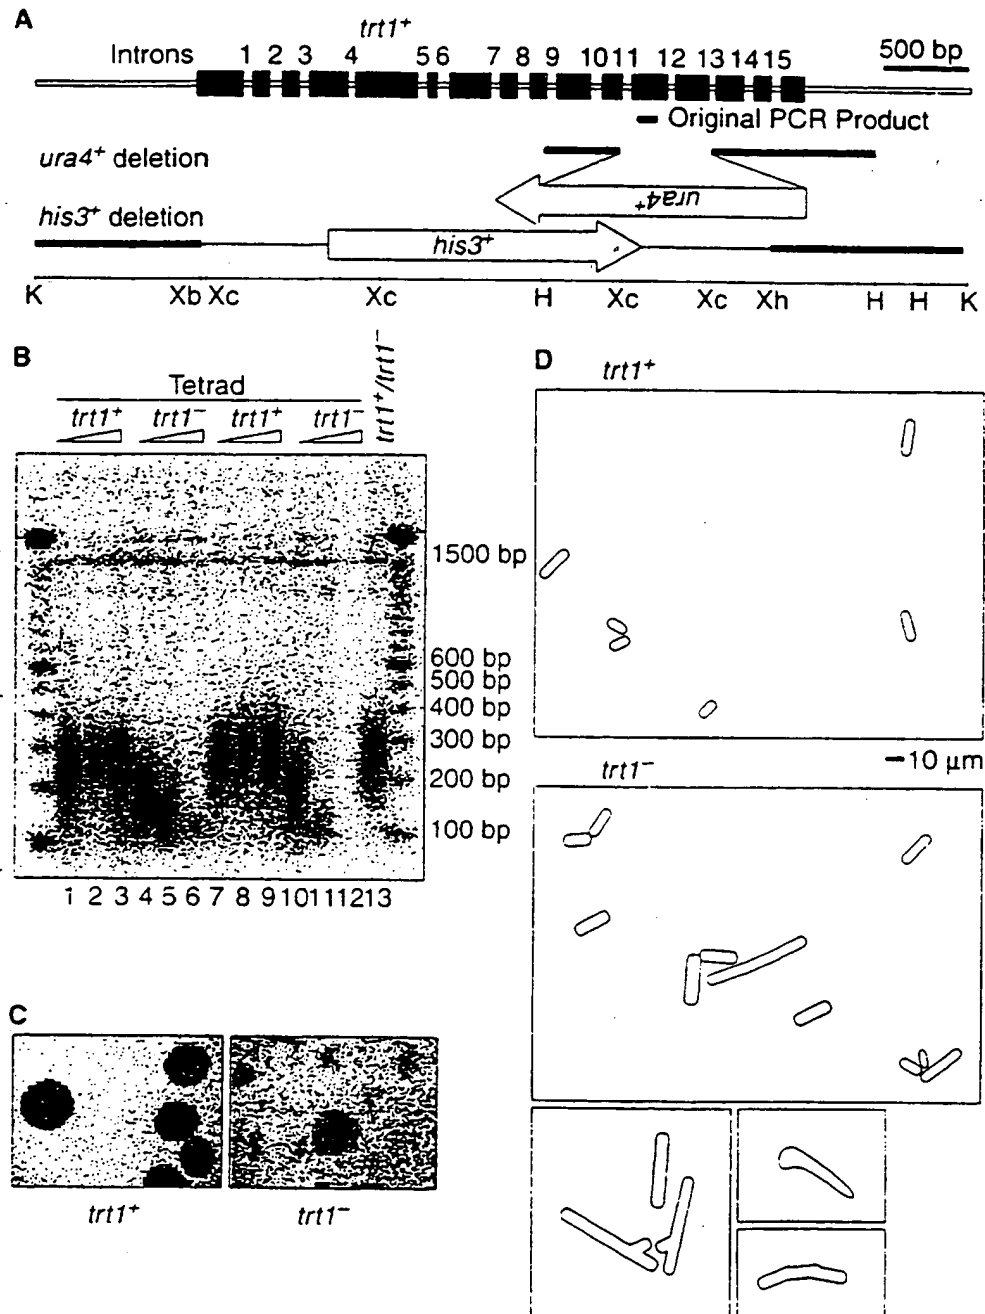 A
trt1+
Introns 1 2 3 4 5 6 7 8 9 10 11 12 13 14 15
500 bp
Original PCR Product
ura4+ deletion
ura4+
his3+ deletion
his3+
K Xb Xc Xc H Xc Xc Xh H H K
B
Tetrad
trt1+ trt1− trt1+ trt1−
trt1+/trt1−
1500 bp
600 bp
500 bp
400 bp
300 bp
200 bp
100 bp
1 2 3 4 5 6 7 8 9 10 11 12 13
C
trt1+
trt1−
D
trt1+
10 μm
trt1−